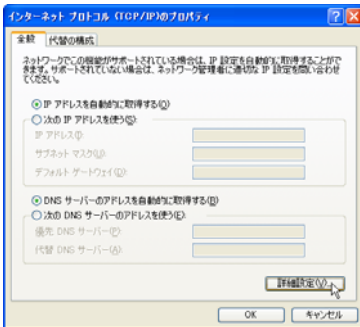 インターネット プロトコル (TCP/IP)のプロパティ
全般 代替の構成
ネットワークでこの機能がサポートされている場合は、IP 設定を自動的に取得することがで
きます。サポートされていない場合は、ネットワーク管理者に適切な IP 設定を問い合わせ
てください。
IP アドレスを自動的に取得する(O)
次の IP アドレスを使う(S):
IP アドレス(I):
サブネット マスク(U):
デフォルト ゲートウェイ(D):
DNS サーバーのアドレスを自動的に取得する(B)
次の DNS サーバーのアドレスを使う(E):
優先 DNS サーバー(P):
代替 DNS サーバー(A):
詳細設定(V)...
OK キャンセル